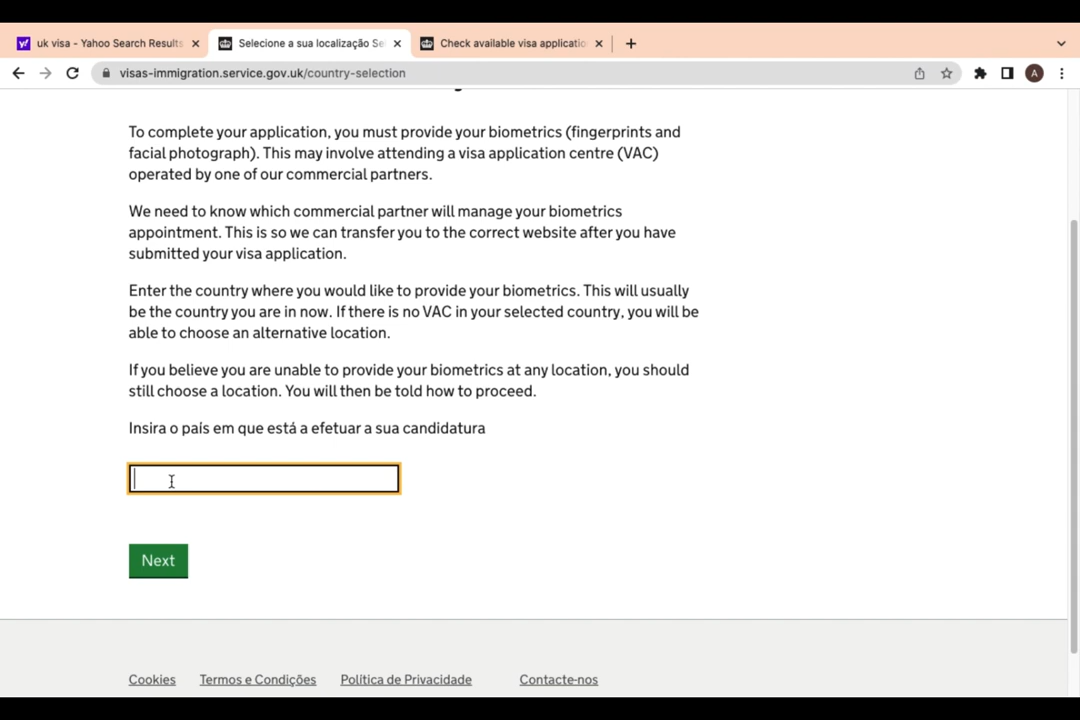 uk visa - Yahoo Search Results
Selecione a sua localização Se
Check available visa applicatio
visas-immigration.service.gov.uk/country-selection
A
To complete your application, you must provide your biometrics (fingerprints and
facial photograph). This may involve attending a visa application centre (VAC)
operated by one of our commercial partners.
We need to know which commercial partner will manage your biometrics
appointment. This is so we can transfer you to the correct website after you have
submitted your visa application.
Enter the country where you would like to provide your biometrics. This will usually
be the country you are in now. If there is no VAC in your selected country, you will be
able to choose an alternative location.
If you believe you are unable to provide your biometrics at any location, you should
still choose a location. You will then be told how to proceed.
Insira o país em que está a efetuar a sua candidatura
Next
Cookies Termos e Condições Política de Privacidade Contacte-nos